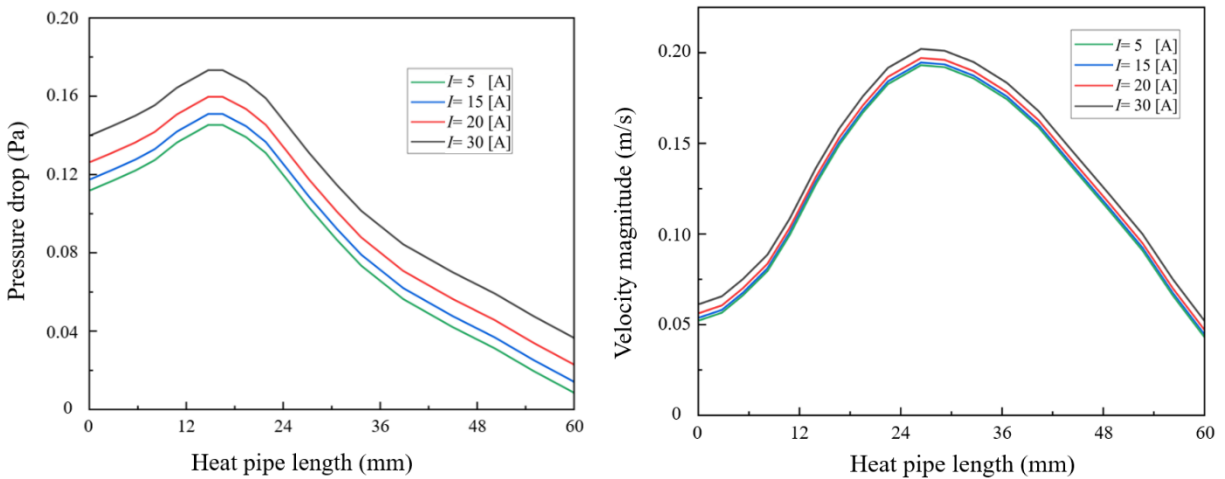 0.20
0.16
0.12
0.08
0.04
0
Pressure drop (Pa)
I= 5 [A]
I= 15 [A]
I= 20 [A]
I= 30 [A]
0 12 24 36 48 60
Heat pipe length (mm)
0.20
0.15
0.10
0.05
0
Velocity magnitude (m/s)
I= 5 [A]
I= 15 [A]
I= 20 [A]
I= 30 [A]
0 12 24 36 48 60
Heat pipe length (mm)